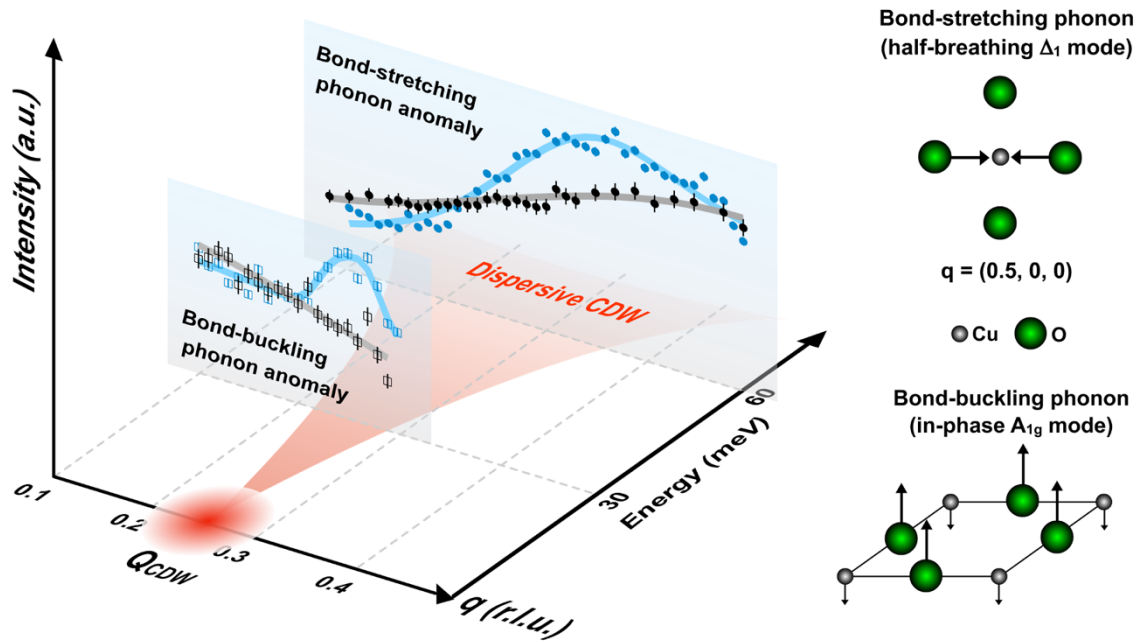 Intensity (a.u.)
Bond-stretching
phonon anomaly
Bond-buckling
phonon anomaly
Dispersive CDW
0.1
0.2
0.3
0.4
Q_CDW
q (r.l.u.)
30
60
Energy (meV)
Bond-stretching phonon
(half-breathing Δ₁ mode)
q = (0.5, 0, 0)
Cu
O
Bond-buckling phonon
(in-phase A₁g mode)